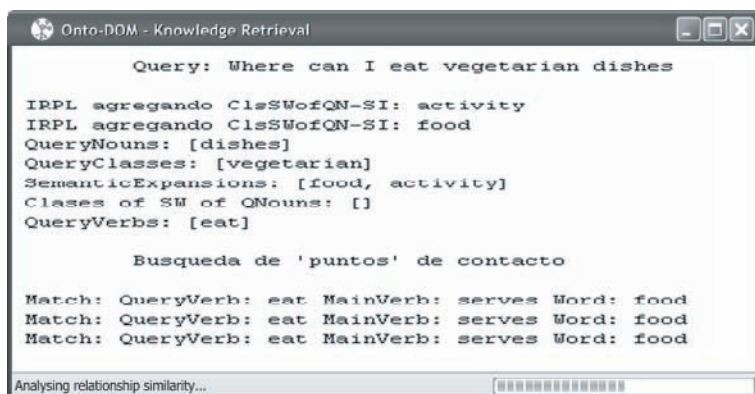 Onto-DOM - Knowledge Retrieval
Query: Where can I eat vegetarian dishes
IRPL agregando ClsSWofQN-SI: activity
IRPL agregando ClsSWofQN-SI: food
QueryNouns: [dishes]
QueryClasses: [vegetarian]
SemanticExpansions: [food, activity]
Clases of SW of QNouns: []
QueryVerbs: [eat]
Busqueda de 'puntos' de contacto
Match: QueryVerb: eat MainVerb: serves Word: food
Match: QueryVerb: eat MainVerb: serves Word: food
Match: QueryVerb: eat MainVerb: serves Word: food
Analysing relationship similarity...